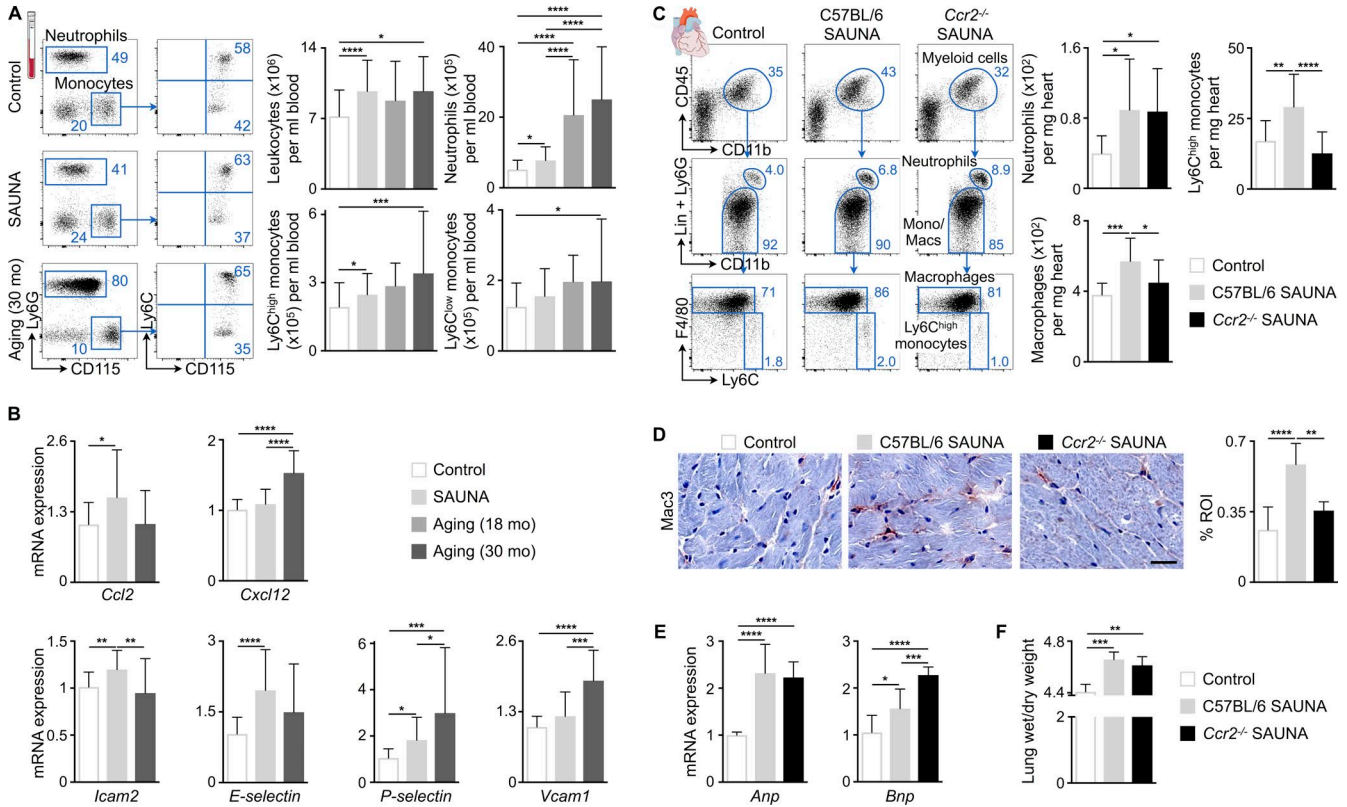 A
Neutrophils
49
58
Monocytes
Control
20
42
41
63
SAUNA
24
37
80
65
Aging (30 mo)
Ly6G
Ly6C
10
35
CD115
CD115
*
****
14
7
0
Leukocytes (x10⁶)
per ml blood
****
****
****
****
*
40
20
0
Neutrophils (x10⁵)
per ml blood
***
*
6
3
0
Ly6Cʰⁱᵍʰ monocytes
(x10⁵) per ml blood
*
4
2
0
Ly6Cˡᵒʷ monocytes
(x10⁵) per ml blood
B
*
2.6
1.3
0
mRNA expression
Ccl2
****
****
2
1
0
Cxcl12
Control
SAUNA
Aging (18 mo)
Aging (30 mo)
** **
1.5
1
0.5
0
mRNA expression
Icam2
****
3
1.5
0
E-selectin
***
*
*
6
4
2
0
P-selectin
****
***
2.6
1.3
0
Vcam1
C
Control
C57BL/6
SAUNA
Ccr2⁻/⁻
SAUNA
Myeloid cells
35
43
32
CD45
CD11b
Neutrophils
4.0
6.8
8.9
Lin + Ly6G
Mono/
Macs
92
90
85
CD11b
Macrophages
71
86
81
F4/80
Ly6Cʰⁱᵍʰ
monocytes
1.8
2.0
1.0
Ly6C
*
*
1.6
0.8
0
Neutrophils (x10²)
per mg heart
** ****
50
25
0
Ly6Cʰⁱᵍʰ monocytes
per mg heart
*** *
8
4
0
Macrophages (x10²)
per mg heart
Control
C57BL/6 SAUNA
Ccr2⁻/⁻ SAUNA
D
Control
C57BL/6 SAUNA
Ccr2⁻/⁻ SAUNA
Mac3
**** **
0.7
0.35
0
% ROI
E
****
****
3
2
1
0
mRNA expression
Anp
****
***
*
3
2
1
0
Bnp
F
**
***
4.8
4.4
2
0
Lung wet/dry weight
Control
C57BL/6 SAUNA
Ccr2⁻/⁻ SAUNA